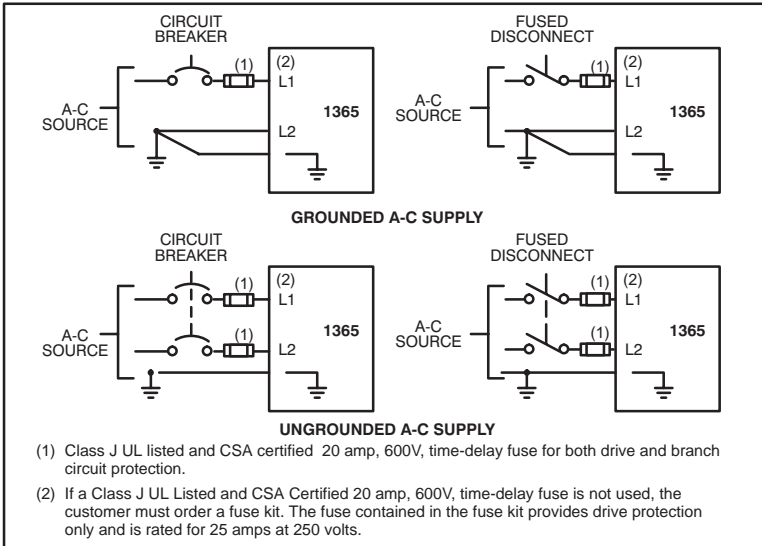 CIRCUIT
BREAKER
(1)
(2)
L1
A-C
SOURCE
1365
L2
FUSED
DISCONNECT
(1)
(2)
L1
A-C
SOURCE
1365
L2
GROUNDED A-C SUPPLY
CIRCUIT
BREAKER
(1)
(2)
L1
A-C
SOURCE
(1)
1365
L2
FUSED
DISCONNECT
(1)
(2)
L1
A-C
SOURCE
(1)
1365
L2
UNGROUNDED A-C SUPPLY
(1) Class J UL listed and CSA certified 20 amp, 600V, time-delay fuse for both drive and branch
circuit protection.
(2) If a Class J UL Listed and CSA Certified 20 amp, 600V, time-delay fuse is not used, the
customer must order a fuse kit. The fuse contained in the fuse kit provides drive protection
only and is rated for 25 amps at 250 volts.